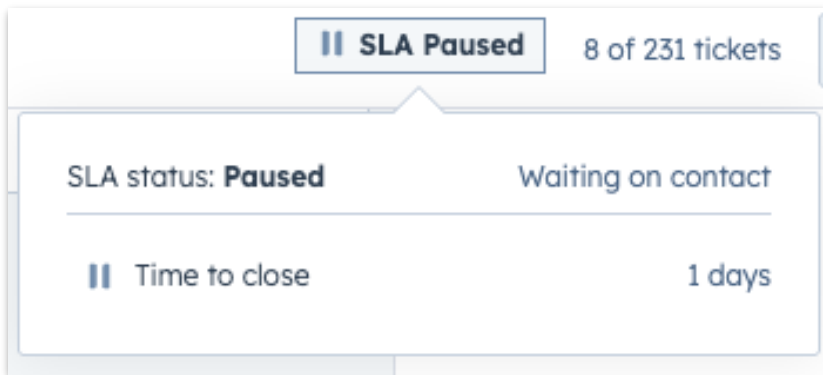 SLA Paused 8 of 231 tickets
SLA status: Paused Waiting on contact
Time to close 1 days